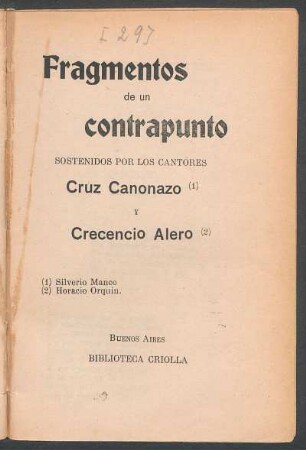 [29]
Fragmentos
de un
contrapunto
SOSTENIDOS POR LOS CANTORES
Cruz Canonazo (1)
Y
Crecencio Alero (2)
(1) Silverio Manco
(2) Horacio Orquin.
BUENOS AIRES
BIBLIOTECA CRIOLLA